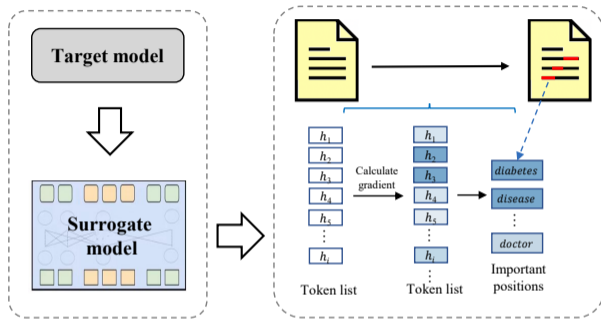 Target model
Surrogate
model
h1
h2
h3
h4
h5
⋮
hi
Token list
Calculate
gradient
h1
h2
h3
h4
h5
⋮
hi
⋮
Token list
diabetes
disease
⋮
doctor
Important
positions